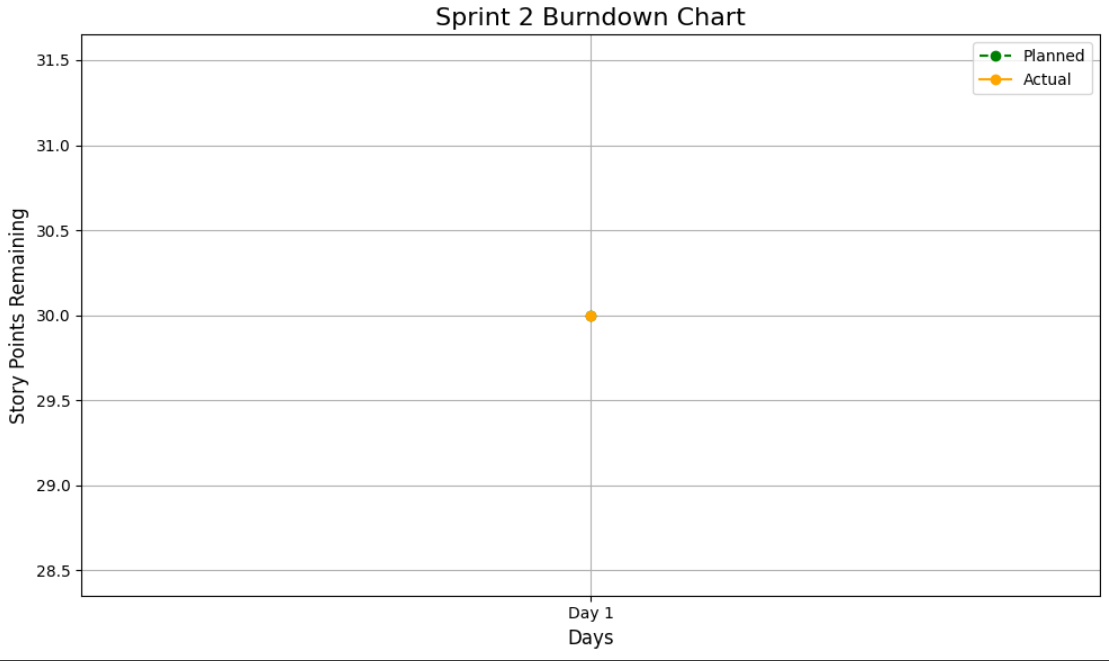 Sprint 2 Burndown Chart
Planned
Actual
31.5
31.0
30.5
30.0
29.5
29.0
28.5
Story Points Remaining
Day 1
Days